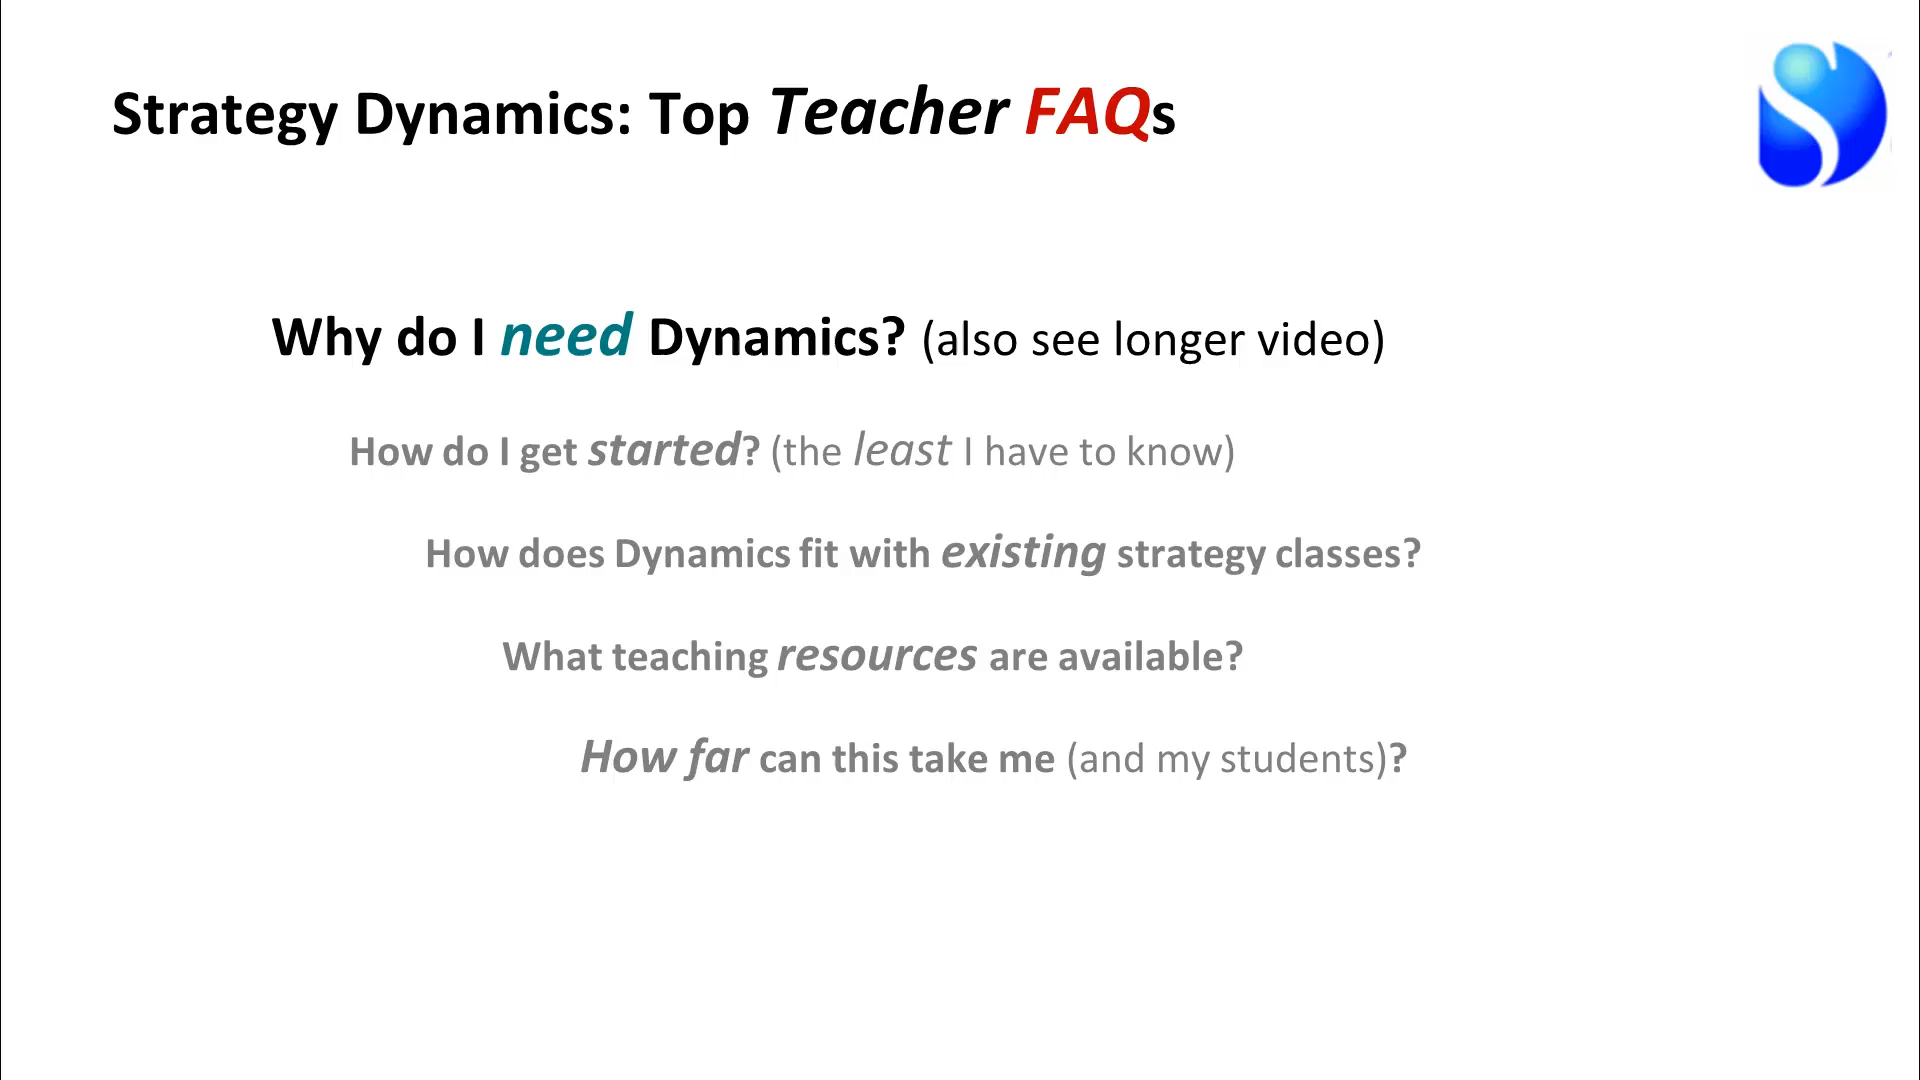 Strategy Dynamics: Top Teacher FAQs
Why do I need Dynamics? (also see longer video)
How do I get started? (the least I have to know)
How does Dynamics fit with existing strategy classes?
What teaching resources are available?
How far can this take me (and my students)?